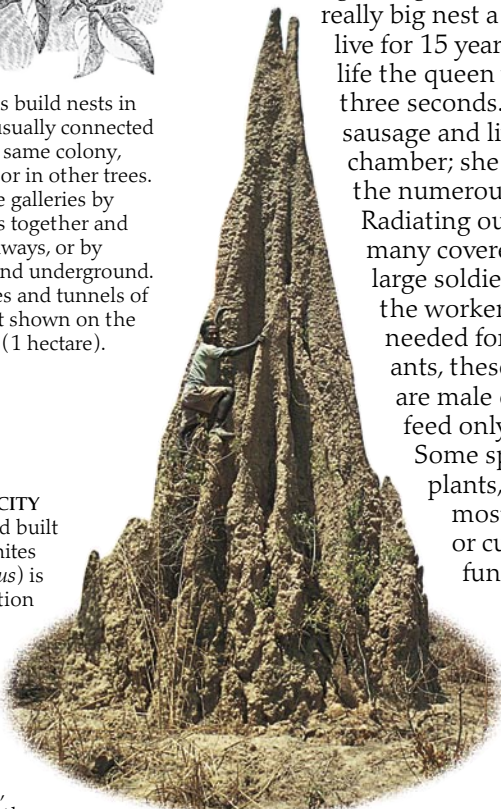 s build nests in
usually connected
same colony,
or in other trees.
e galleries by
s together and
ways, or by
nd underground.
es and tunnels of
t shown on the
(1 hectare).
CITY
d built
nites
us) is
tion
really big nest a
live for 15 year
life the queen
three seconds.
sausage and li
chamber; she
the numerou
Radiating ou
many covere
large soldie
the worker
needed for
ants, these
are male
feed only
Some sp
plants,
most
or cu
fun